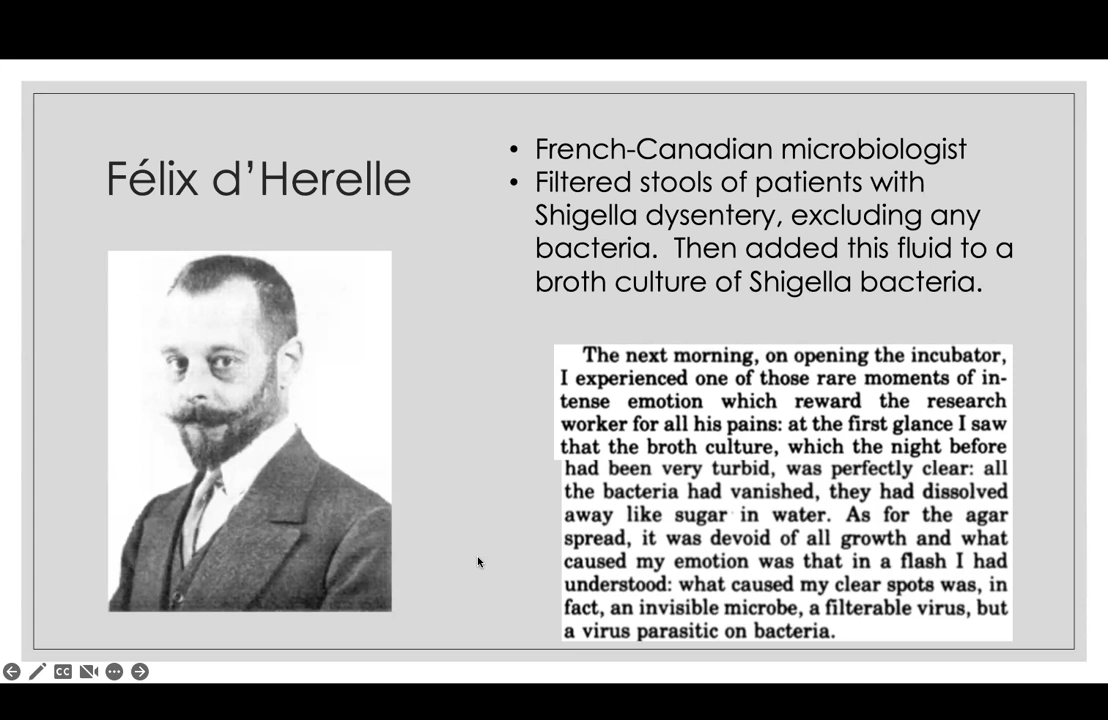 Félix d’Herelle
• French-Canadian microbiologist
• Filtered stools of patients with
Shigella dysentery, excluding any
bacteria.  Then added this fluid to a
broth culture of Shigella bacteria.
The next morning, on opening the incubator,
I experienced one of those rare moments of in-
tense emotion which reward the research
worker for all his pains: at the first glance I saw
that the broth culture, which the night before
had been very turbid, was perfectly clear: all
the bacteria had vanished, they had dissolved
away like sugar in water. As for the agar
spread, it was devoid of all growth and what
caused my emotion was that in a flash I had
understood: what caused my clear spots was, in
fact, an invisible microbe, a filterable virus, but
a virus parasitic on bacteria.
CC